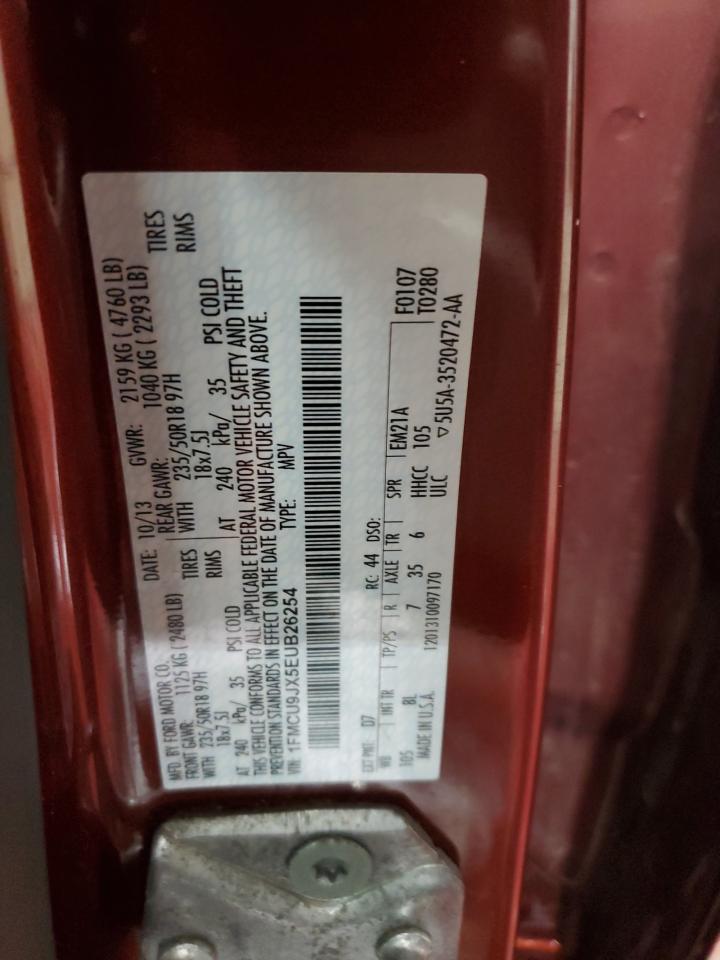 MFD. BY FORD MOTOR CO. DATE: 10/13 GVWR: 2159 KG ( 4760 LB)
FRONT GAWR: 1125 KG (2480 LB) REAR GAWR: 1040 KG ( 2293 LB)
WITH 235/50R18 97H TIRES WITH 235/50R18 97H TIRES
18x7.5J RIMS 18x7.5J RIMS
AT 240 kPa/ 35 PSI COLD AT 240 kPa/ 35 PSI COLD
THIS VEHICLE CONFORMS TO ALL APPLICABLE FEDERAL MOTOR VEHICLE SAFETY AND THEFT
PREVENTION STANDARDS IN EFFECT ON THE DATE OF MANUFACTURE SHOWN ABOVE.
VIN: 1FMCU9JX5EUB26254 TYPE: MPV
EXT PNT: D7 RC: 44 DSO: F0107
WB INT TR TP/PS R AXLE TR SPR EM21A T0280
105 8L 7 35 6 HHCC 105
MADE IN U.S.A. 1201310097170 ULC ▽5U5A-3520472-AA